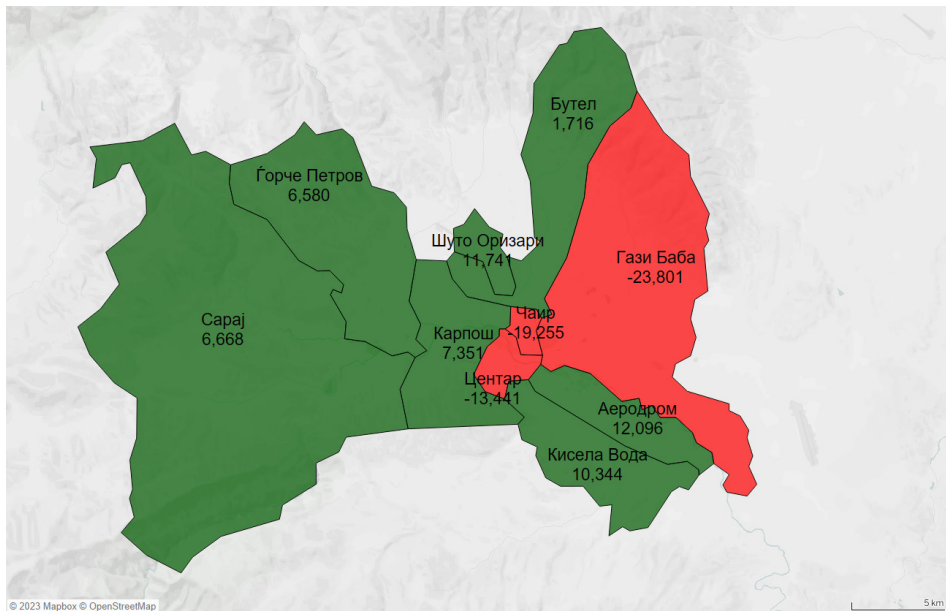 Бутел
1,716
Ѓорче Петров
6,580
Шуто Оризари
11,741
Гази Баба
-23,801
Сарај
6,668
Чаир
-19,255
Карпош
7,351
Центар
-13,441
Аеродром
12,096
Кисела Вода
10,344
© 2023 Mapbox © OpenStreetMap
5 km